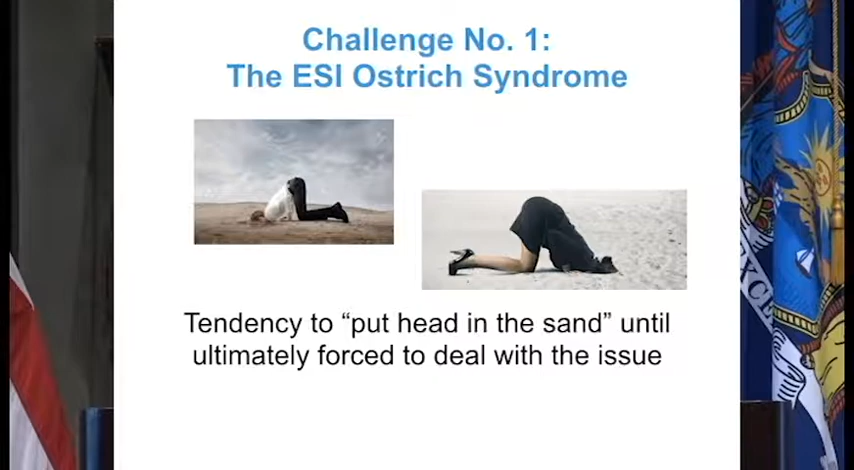 Challenge No. 1:
The ESI Ostrich Syndrome
Tendency to “put head in the sand” until
ultimately forced to deal with the issue
EXCE